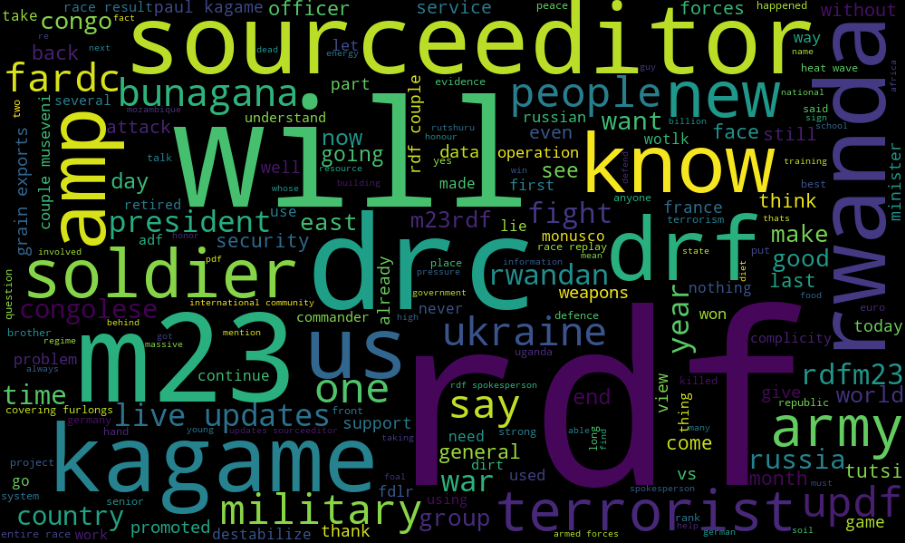 take congo race result paul kagame officer service sourceeditor peace fact happened way without
re next back let forces
dead energy guy name heat wave africa
fardc several bunagana part evidence people new rwanda
two mozambique understand rdf couple rutshuru honour russian want face said sign national
attack now even yes wotlk billion school still
amp will know
grain exports couple museveni talk resource well going data operation see defend training minister
day whose building made first win france anyone terrorism best
retired use east m23rdf lie fight monusco think thats
president security drc rwandan race replay mean drf make
adf place information state put good
soldier already never weapons pressure nothing diet last
question involved pdf government year won food
congolese international community commander high defence complicity euro today
brother behind got mention uganda
regime massive us ukraine
problem always m23 continue view killed rdfm23
time one rdf end thing republic give world
covering furlongs live updates front rdf spokesperson say many
germany young updates sourceeditor support need strong able long find come army
hand taking general dirt vs month russia tutsi
project kagame fdlr used war spokesperson must
go military group using rank system
country foal terrorist updf game
senior promoted destabilize thank help german soil
entire race work armed forces